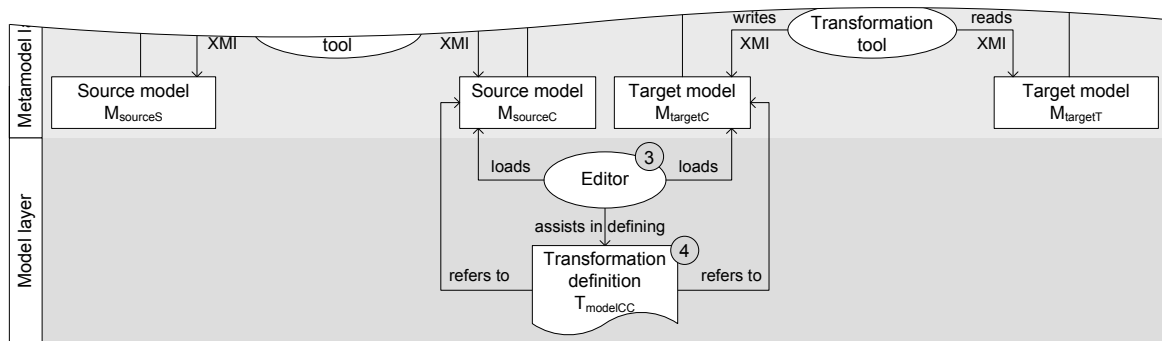 writes
Transformation
tool
reads
tool
XMI
XMI
XMI
XMI
Metamodel
Source model
MsourceS
Source model
MsourceC
Target model
MtargetC
Target model
MtargetT
Model layer
loads
Editor
3
loads
assists in defining
4
Transformation
definition
TmodelCC
refers to
refers to